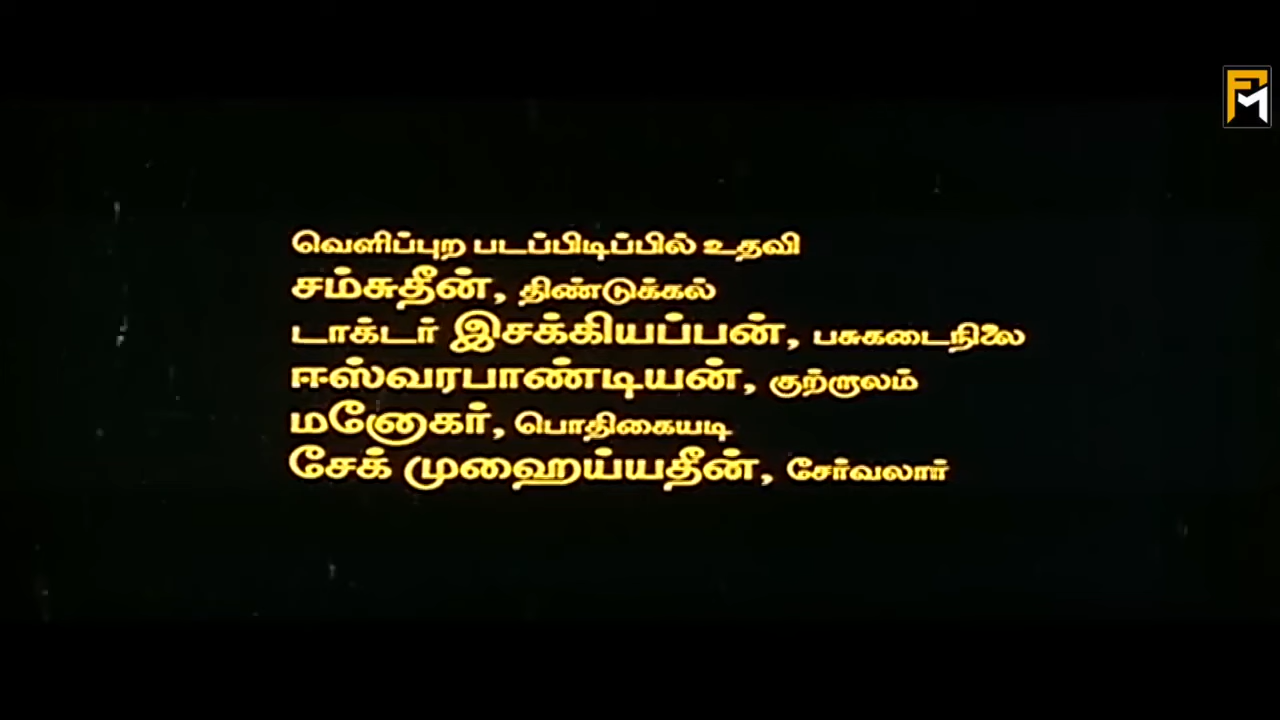 வெளிப்புற படப்பிடிப்பில் உதவி
சம்சுதீன், திண்டுக்கல்
டாக்டர் இசக்கியப்பன், பசுகடைநிலை
ஈஸ்வரபாண்டியன், குற்றாலம்
மனோகர், பொதிகையடி
சேக் முஹைய்யதீன், சேர்வலார்